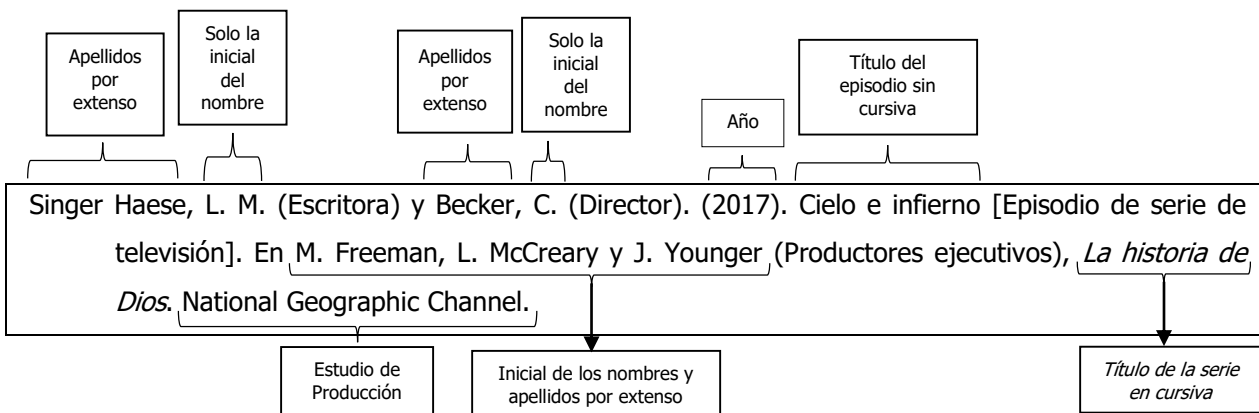 Apellidos
por
extenso
Solo la
inicial
del
nombre
Apellidos
por
extenso
Solo la
inicial
del
nombre
Año
Título del
episodio sin
cursiva
Singer Haese, L. M. (Escritora) y Becker, C. (Director). (2017). Cielo e infierno [Episodio de serie de
televisión]. En M. Freeman, L. McCreary y J. Younger (Productores ejecutivos), La historia de
Dios. National Geographic Channel.
Estudio de
Producción
Inicial de los nombres y
apellidos por extenso
Título de la serie
en cursiva